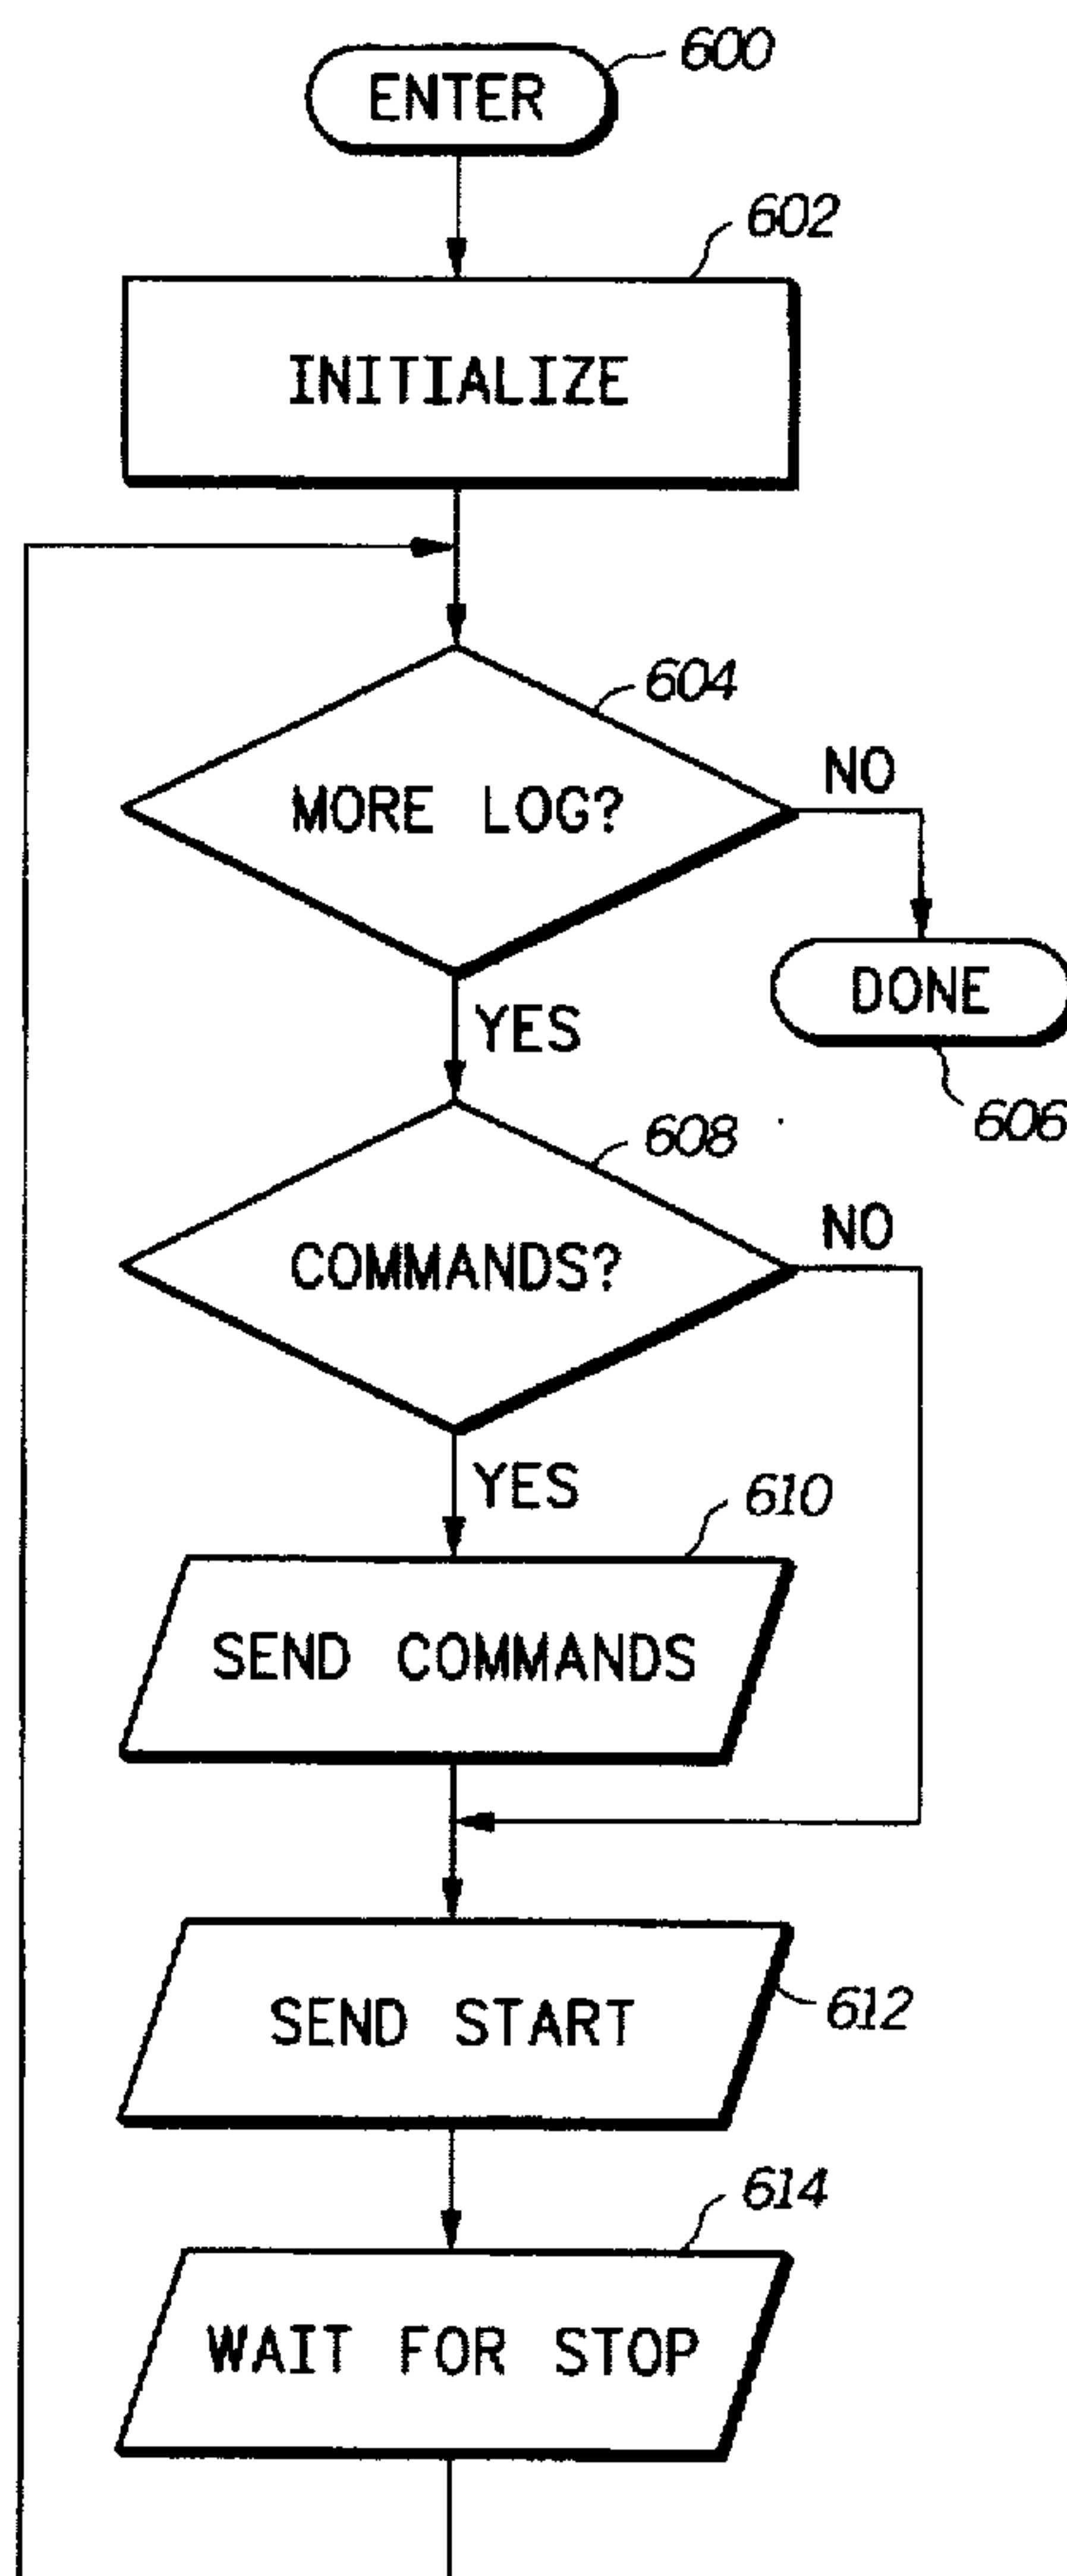 600
ENTER
602
INITIALIZE
604
MORE LOG?
NO
DONE
606
YES
608
COMMANDS?
NO
YES
610
SEND COMMANDS
SEND START
612
614
WAIT FOR STOP